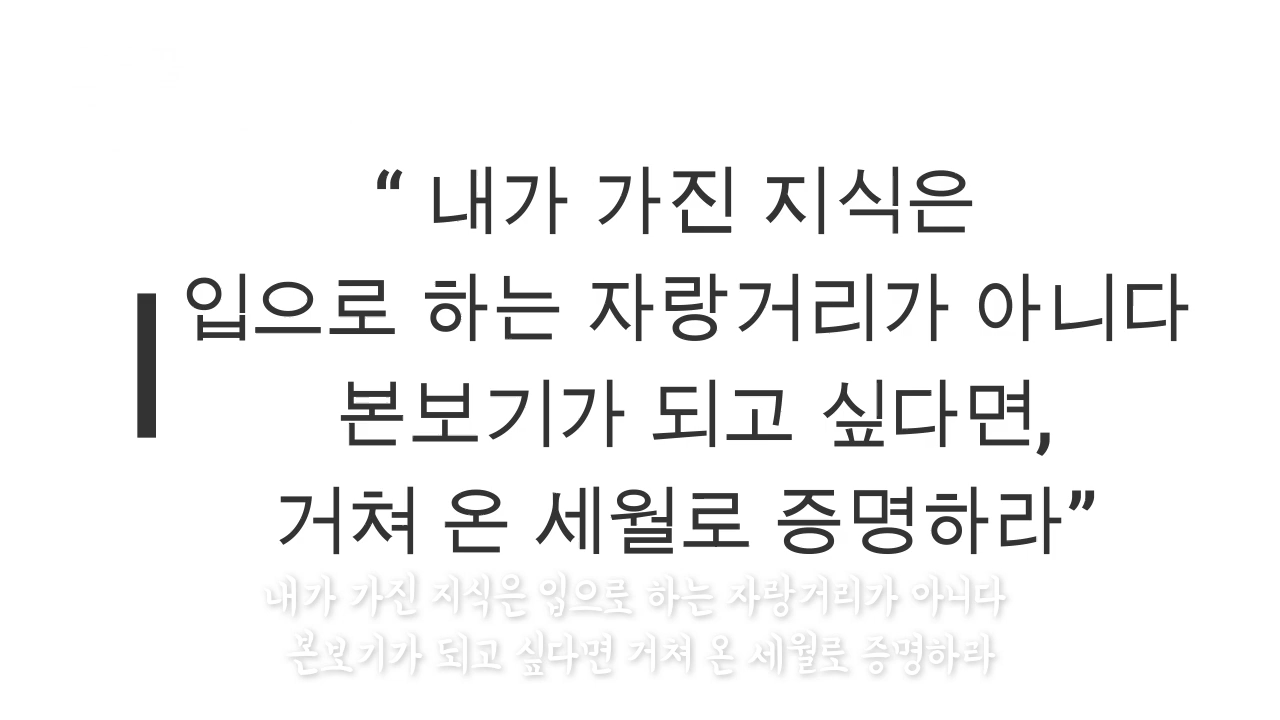 “ 내가 가진 지식은
입으로 하는 자랑거리가 아니다
본보기가 되고 싶다면,
거쳐 온 세월로 증명하라”
내가 가진 지식은 입으로 하는 자랑거리가 아니다
본보기가 되고 싶다면 거쳐 온 세월로 증명하라